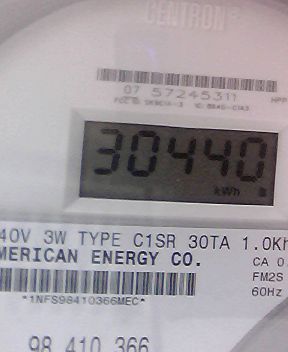 CENTRON®
07 57245311
30440
kWh
40V 3W TYPE C1SR 30TA 1.0Kh
MERICAN ENERGY CO.
CA 0.
FM2S
60Hz
*1NFS98410366MEC*
98 410 366